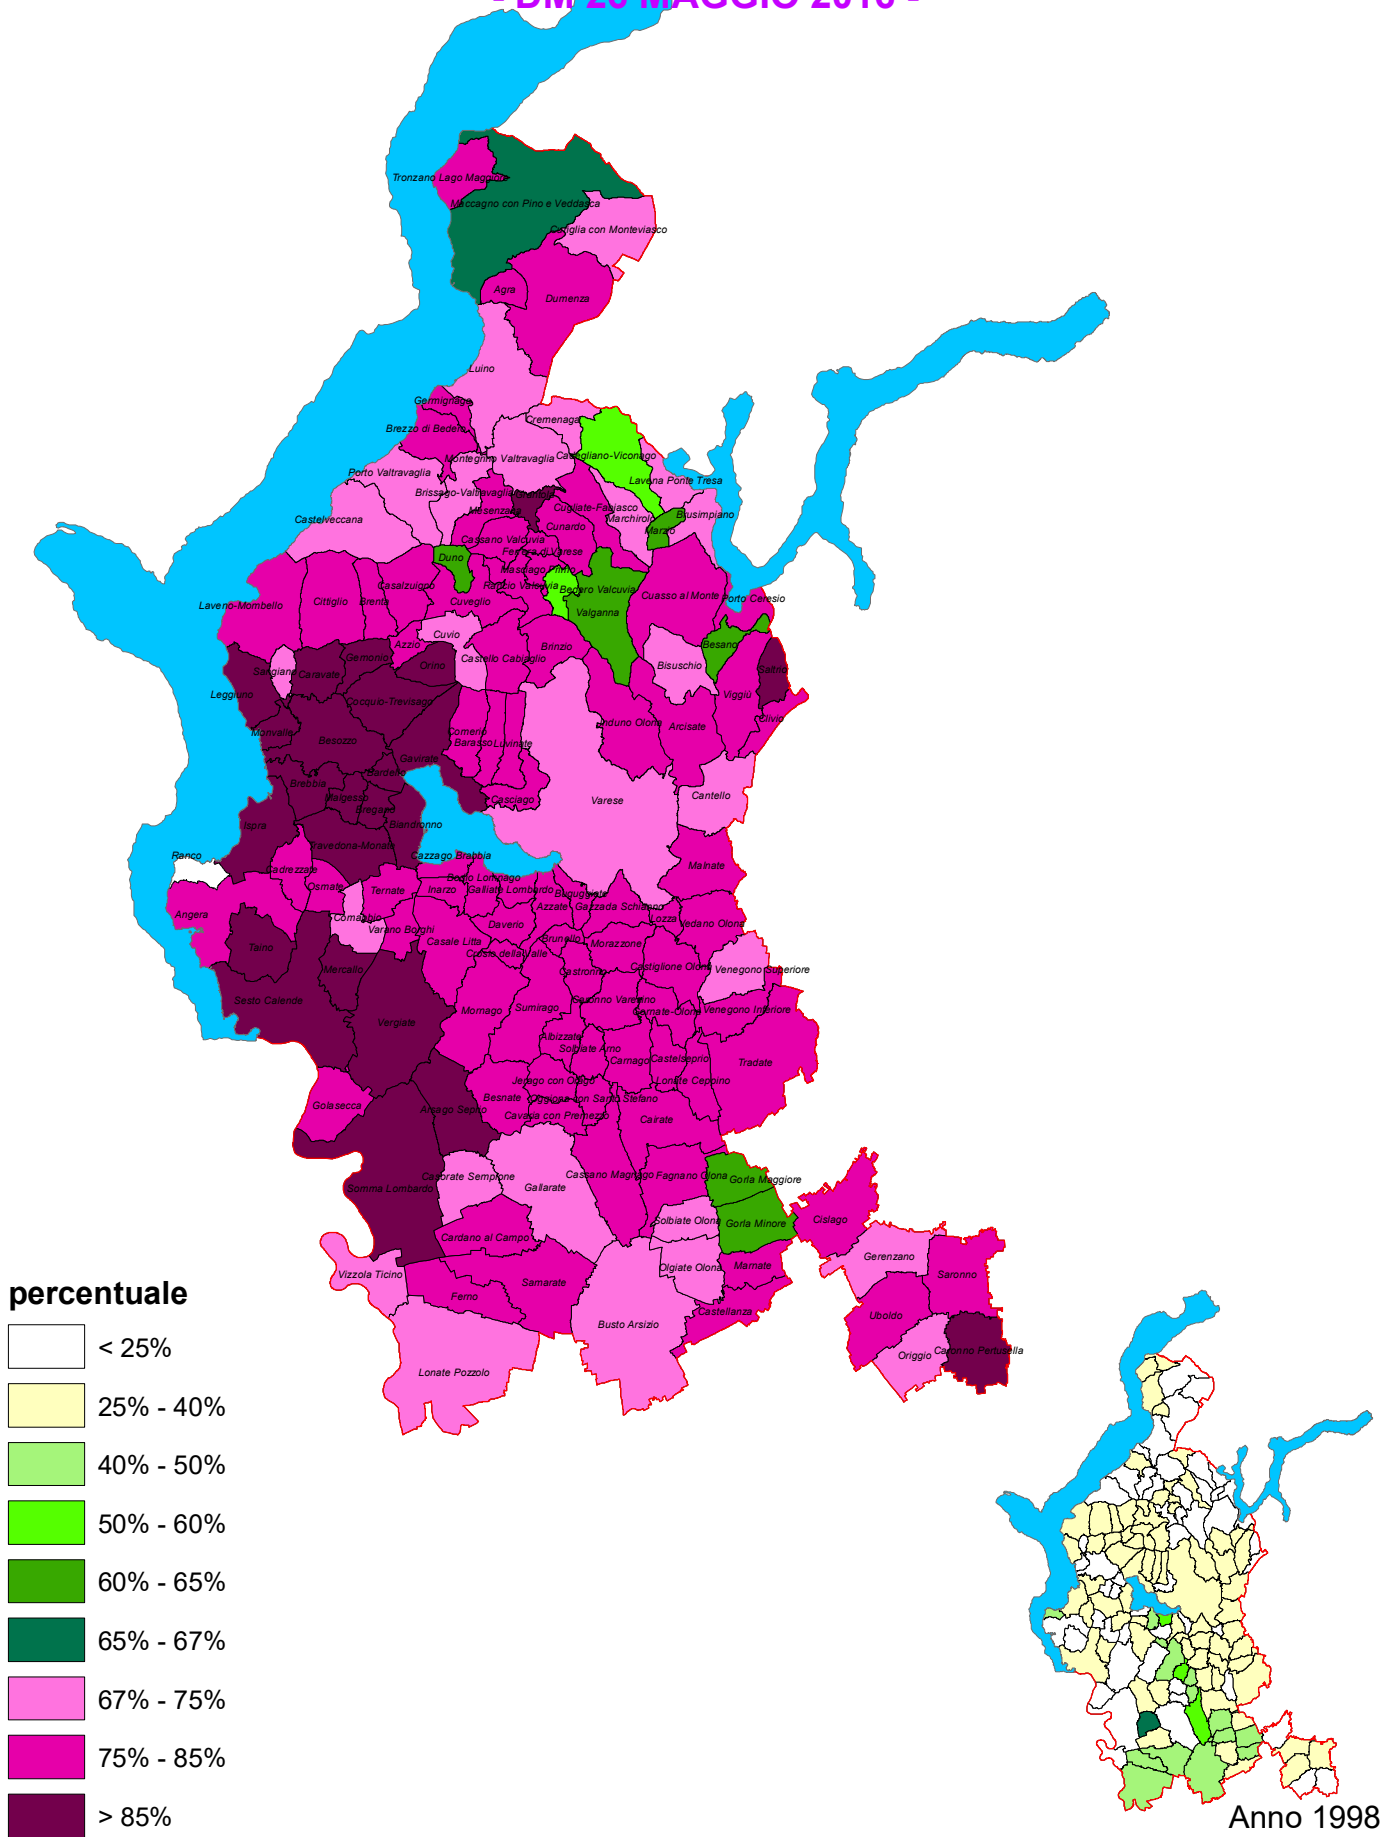 - DM 26 MAGGIO 2016 -
Tronzano Lago Maggiore
Maccagno con Pino e Veddasca
Curiglia con Monteviasco
Agra
Dumenza
Luino
Germignaga
Cremenaga
Brezzo di Bedero
Montegrino Valtravaglia
Cadegliano-Viconago
Porto Valtravaglia
Lavena Ponte Tresa
Brissago-Valtravaglia
Grantola
Mesenzana
Cugliate-Fabiasco
Castelveccana
Marchirolo
Brusimpiano
Cunardo
Marzio
Cassano Valcuvia
Ferrera di Varese
Duno
Masciago Primo
Casalzuigno
Rancio Valcuvia
Bedero Valcuvia
Cuasso al Monte
Porto Ceresio
Laveno-Mombello
Cittiglio
Brenta
Cuveglio
Valganna
Cuvio
Azzio
Brinzio
Besano
Orino
Castello Cabiaglio
Gemonio
Bisuschio
Sangiano
Caravate
Saltrio
Leggiuno
Cocquio-Trevisago
Viggiù
Clivio
Induno Olona
Arcisate
Monvalle
Besozzo
Comerio
Barasso
Luvinate
Gavirate
Bardello
Brebbia
Malgesso
Bregano
Casciago
Varese
Cantello
Ispra
Biandronno
Travedona-Monate
Ranco
Cazzago Brabbia
Malnate
Cadrezzate
Bodio Lomnago
Osmate
Ternate
Inarzo
Galliate Lombardo
Buguggiate
Angera
Comabbio
Azzate
Gazzada Schianno
Lozza
Vedano Olona
Varano Borghi
Daverio
Casale Litta
Brunello
Morazzone
Taino
Crosio della Valle
Mercallo
Castronno
Castiglione Olona
Venegono Superiore
Sesto Calende
Caronno Varesino
Vergiate
Mornago
Sumirago
Gornate-Olona
Venegono Inferiore
Albizzate
Solbiate Arno
Carnago
Castelseprio
Tradate
Jerago con Orago
Lonate Ceppino
Golasecca
Arsago Seprio
Besnate
Oggiona con Santo Stefano
Cavaria con Premezzo
Cairate
Casorate Sempione
Somma Lombardo
Gallarate
Cassano Magnago
Fagnano Olona
Gorla Maggiore
Solbiate Olona
Gorla Minore
Cislago
Cardano al Campo
Gerenzano
Vizzola Ticino
Olgiate Olona
Marnate
Saronno
Ferno
Samarate
Castellanza
Uboldo
Busto Arsizio
Origgio
Caronno Pertusella
Lonate Pozzolo
percentuale
< 25%
25% - 40%
40% - 50%
50% - 60%
60% - 65%
65% - 67%
67% - 75%
75% - 85%
> 85%
Anno 1998